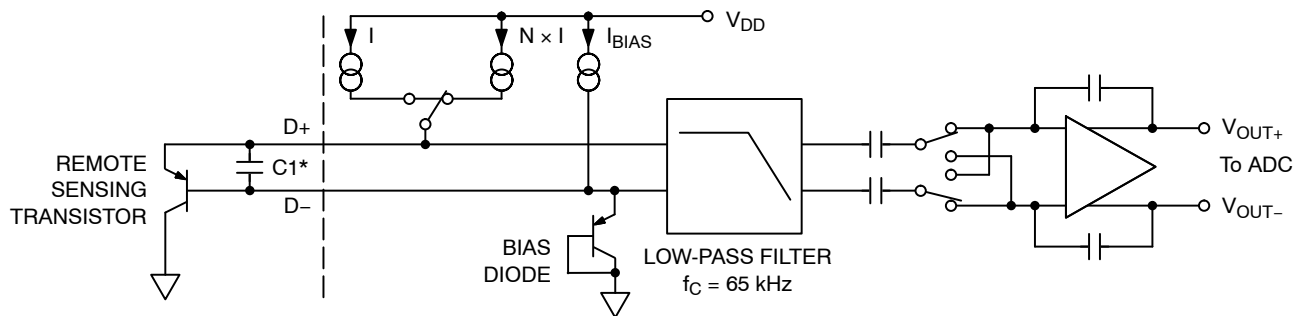 V_DD
I
N × I
I_BIAS
D+
C1*
REMOTE
SENSING
TRANSISTOR
D−
BIAS
DIODE
LOW-PASS FILTER
f_C = 65 kHz
V_OUT+
To ADC
V_OUT−